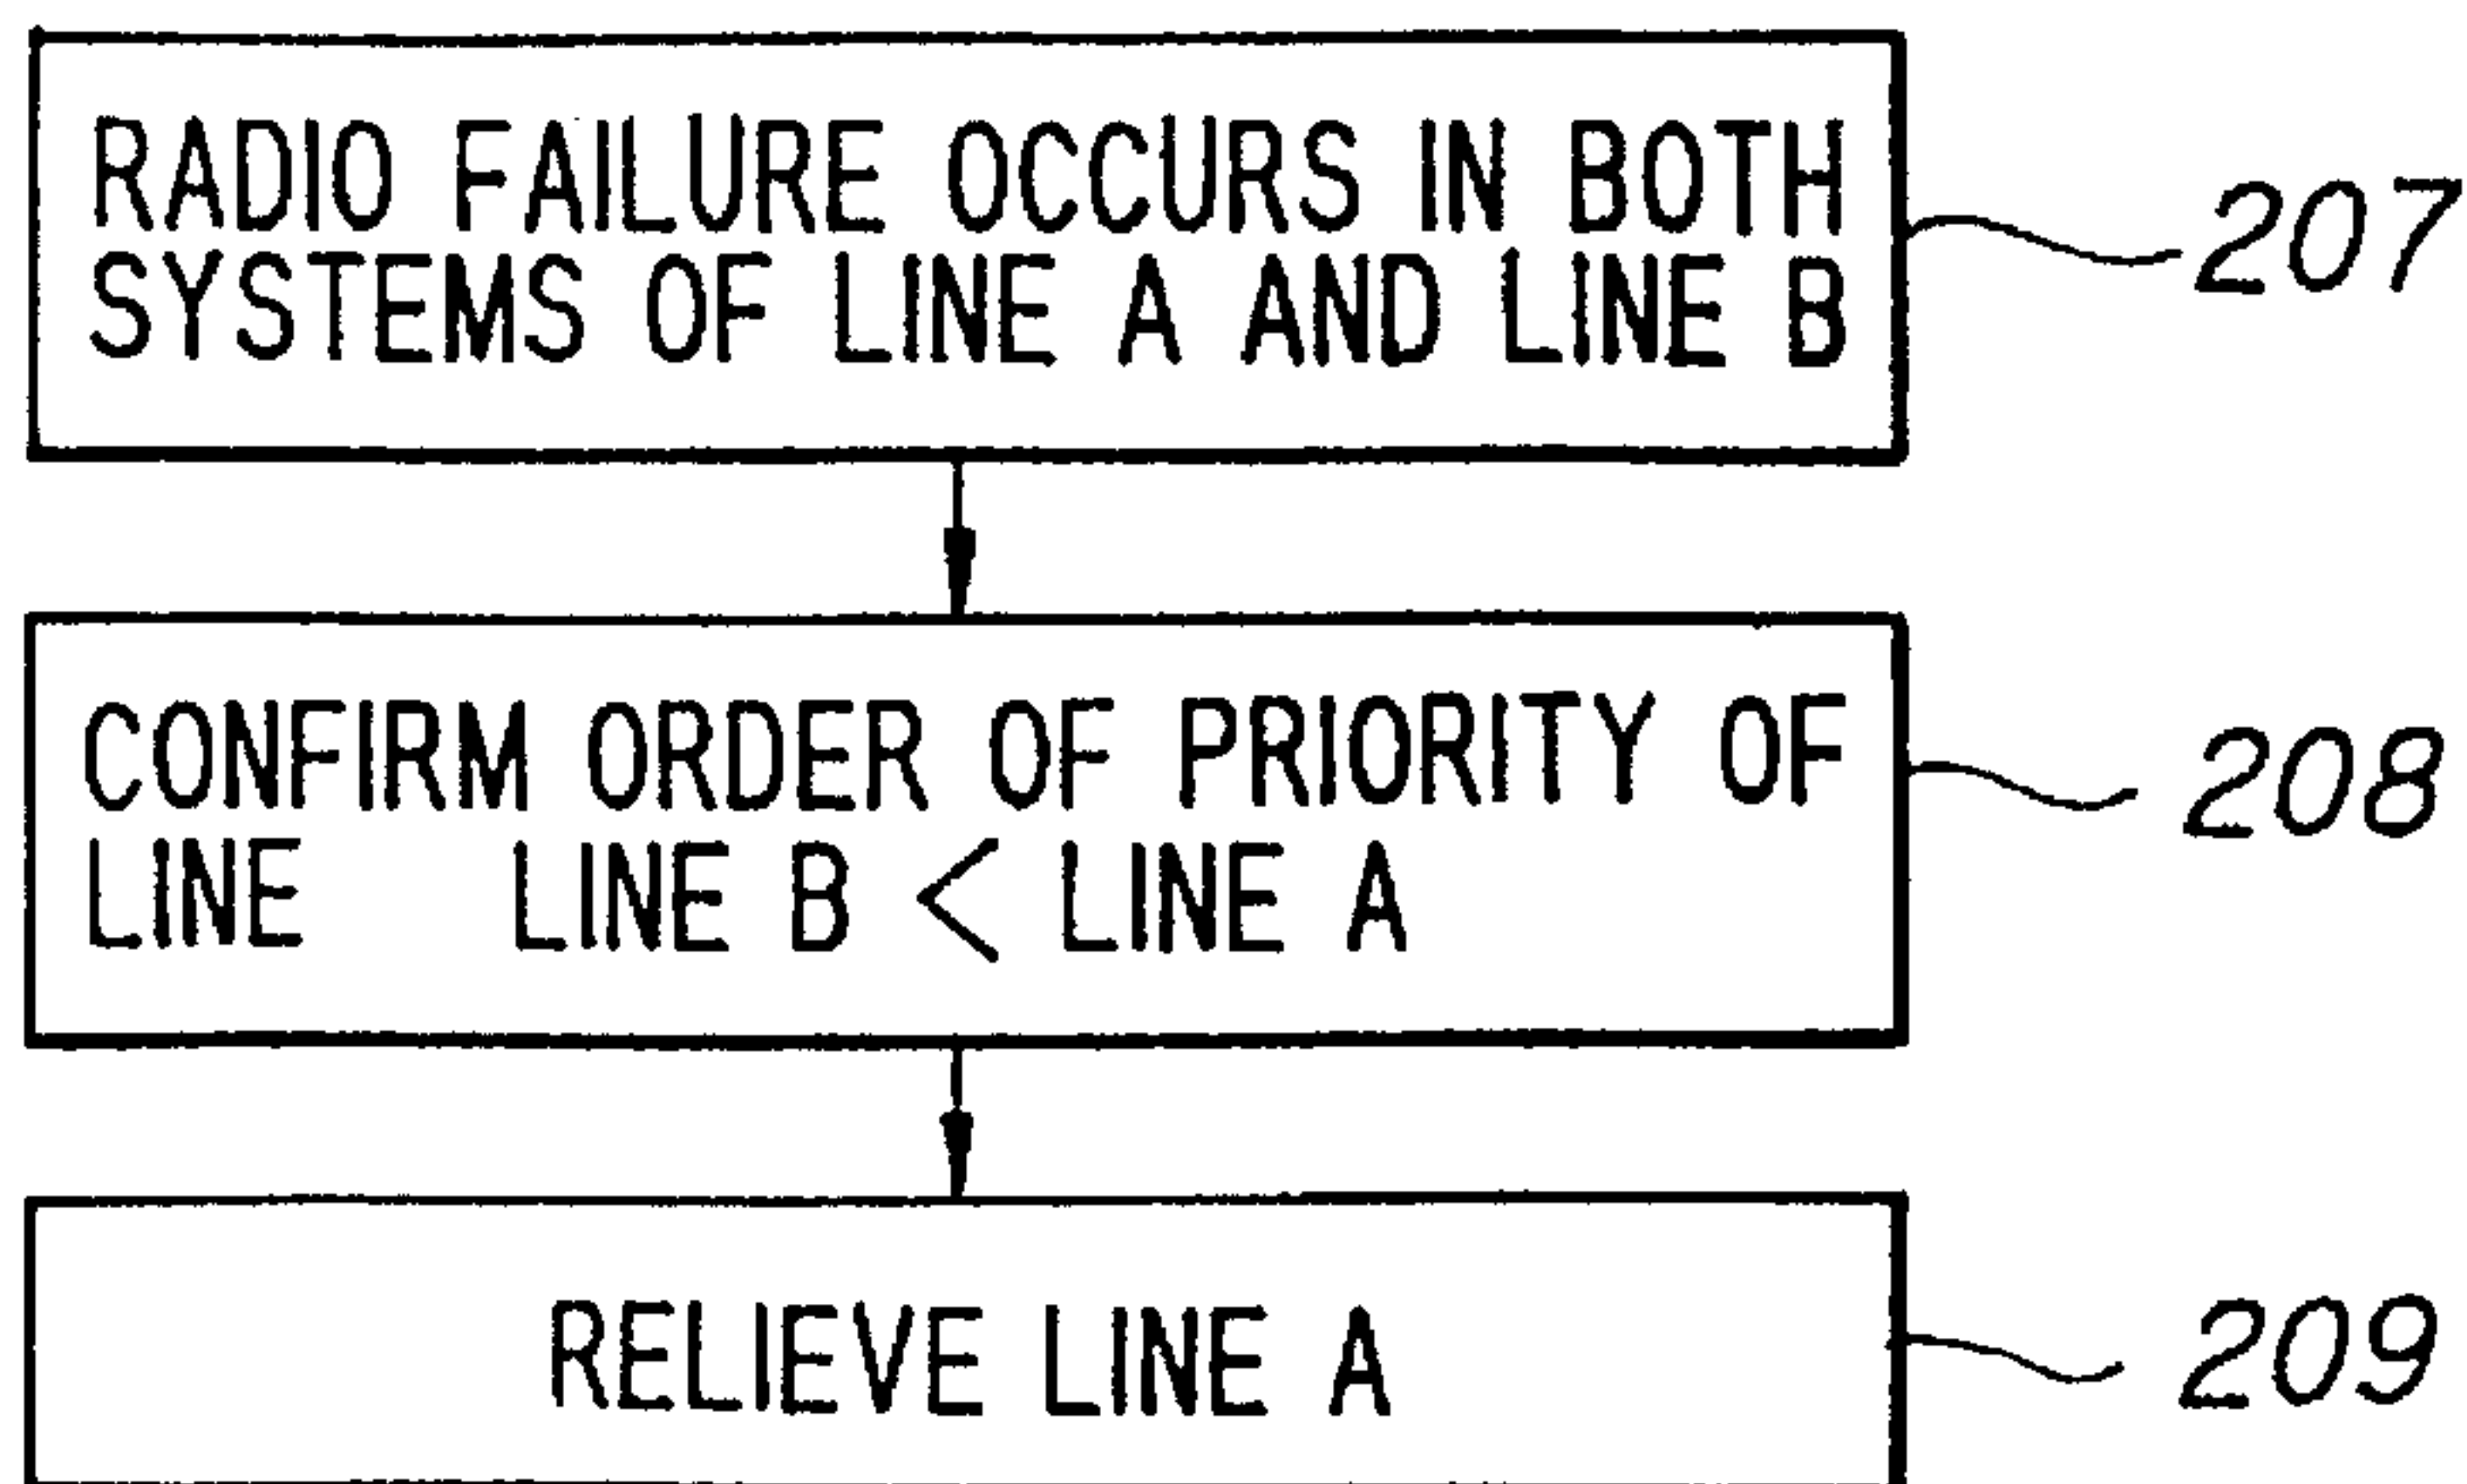 RADIO FAILURE OCCURS IN BOTH
SYSTEMS OF LINE A AND LINE B
207
CONFIRM ORDER OF PRIORITY OF
LINE LINE B < LINE A
208
RELIEVE LINE A
209